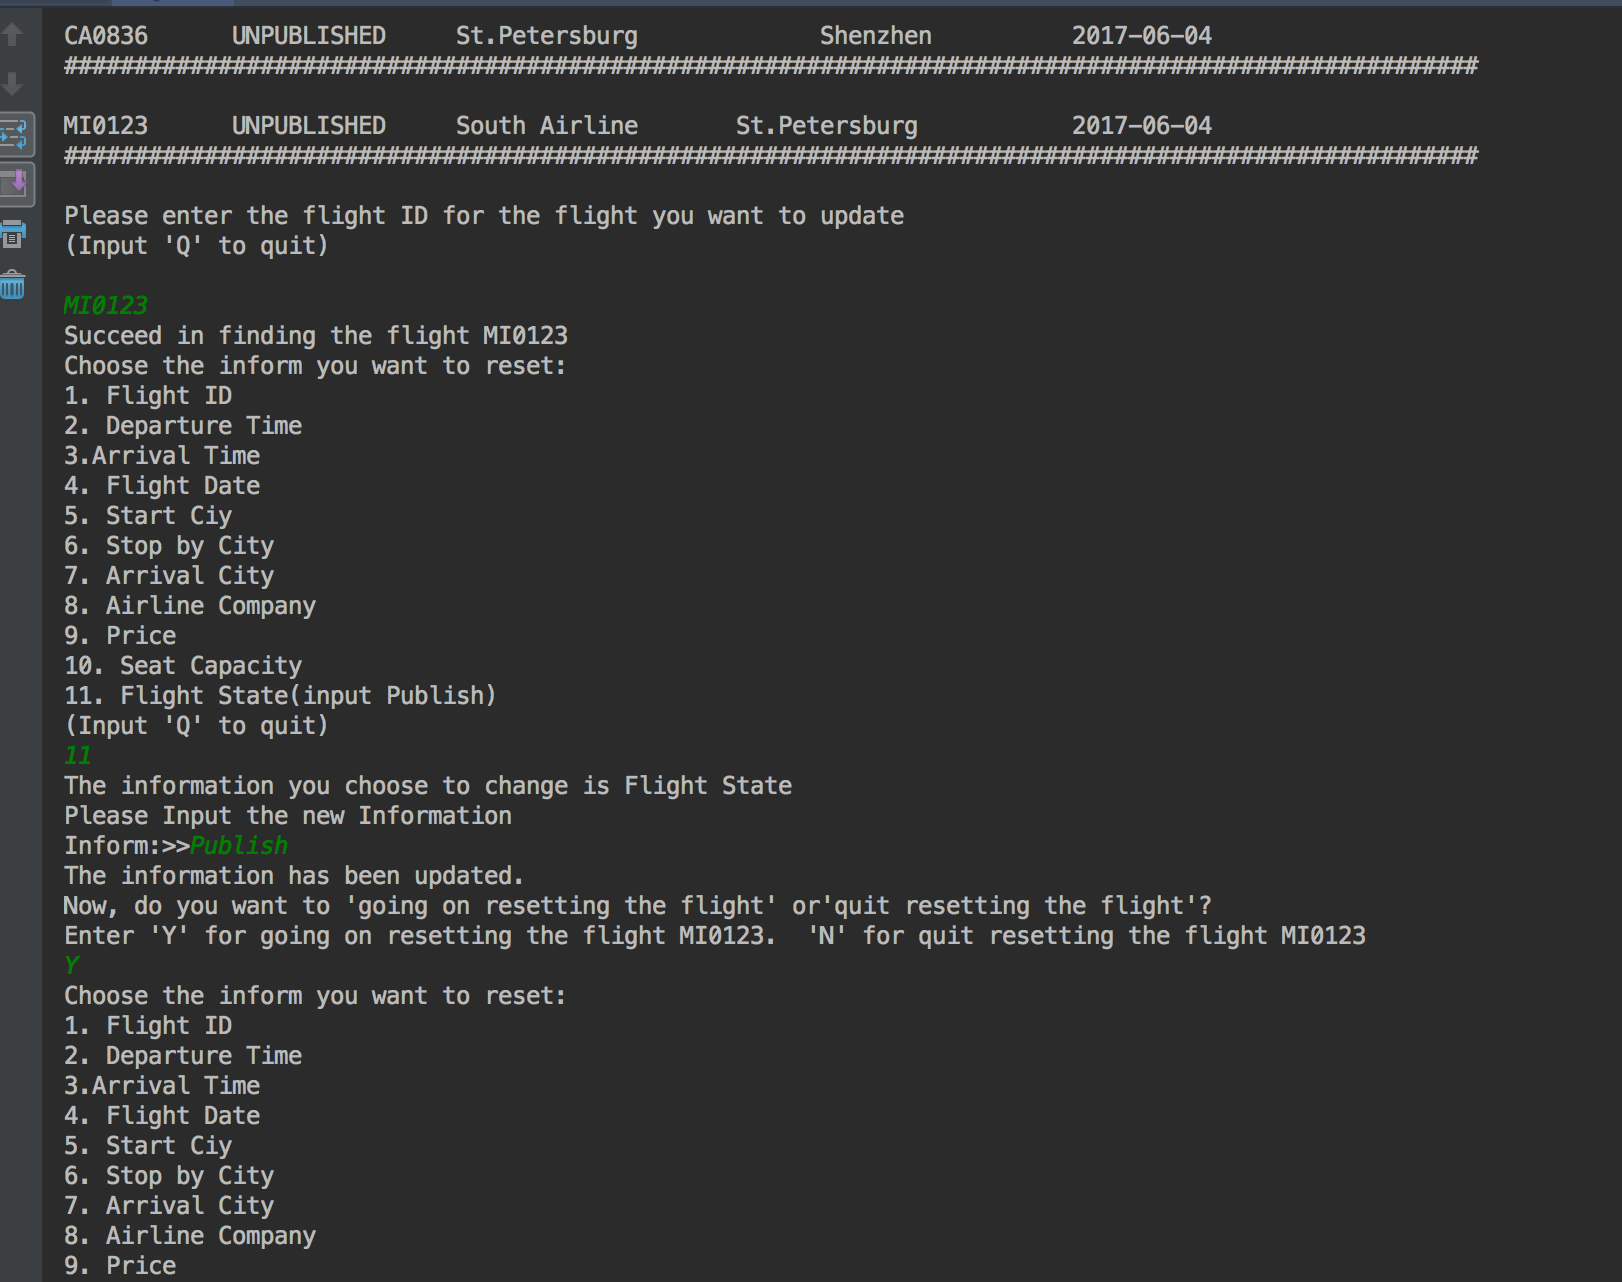 CA0836      UNPUBLISHED     St.Petersburg             Shenzhen          2017-06-04
#####################################################################################################
MI0123      UNPUBLISHED     South Airline       St.Petersburg           2017-06-04
#####################################################################################################
Please enter the flight ID for the flight you want to update
(Input 'Q' to quit)
MI0123
Succeed in finding the flight MI0123
Choose the inform you want to reset:
1. Flight ID
2. Departure Time
3.Arrival Time
4. Flight Date
5. Start Ciy
6. Stop by City
7. Arrival City
8. Airline Company
9. Price
10. Seat Capacity
11. Flight State(input Publish)
(Input 'Q' to quit)
11
The information you choose to change is Flight State
Please Input the new Information
Inform:>>Publish
The information has been updated.
Now, do you want to 'going on resetting the flight' or'quit resetting the flight'?
Enter 'Y' for going on resetting the flight MI0123.  'N' for quit resetting the flight MI0123
Y
Choose the inform you want to reset:
1. Flight ID
2. Departure Time
3.Arrival Time
4. Flight Date
5. Start Ciy
6. Stop by City
7. Arrival City
8. Airline Company
9. Price